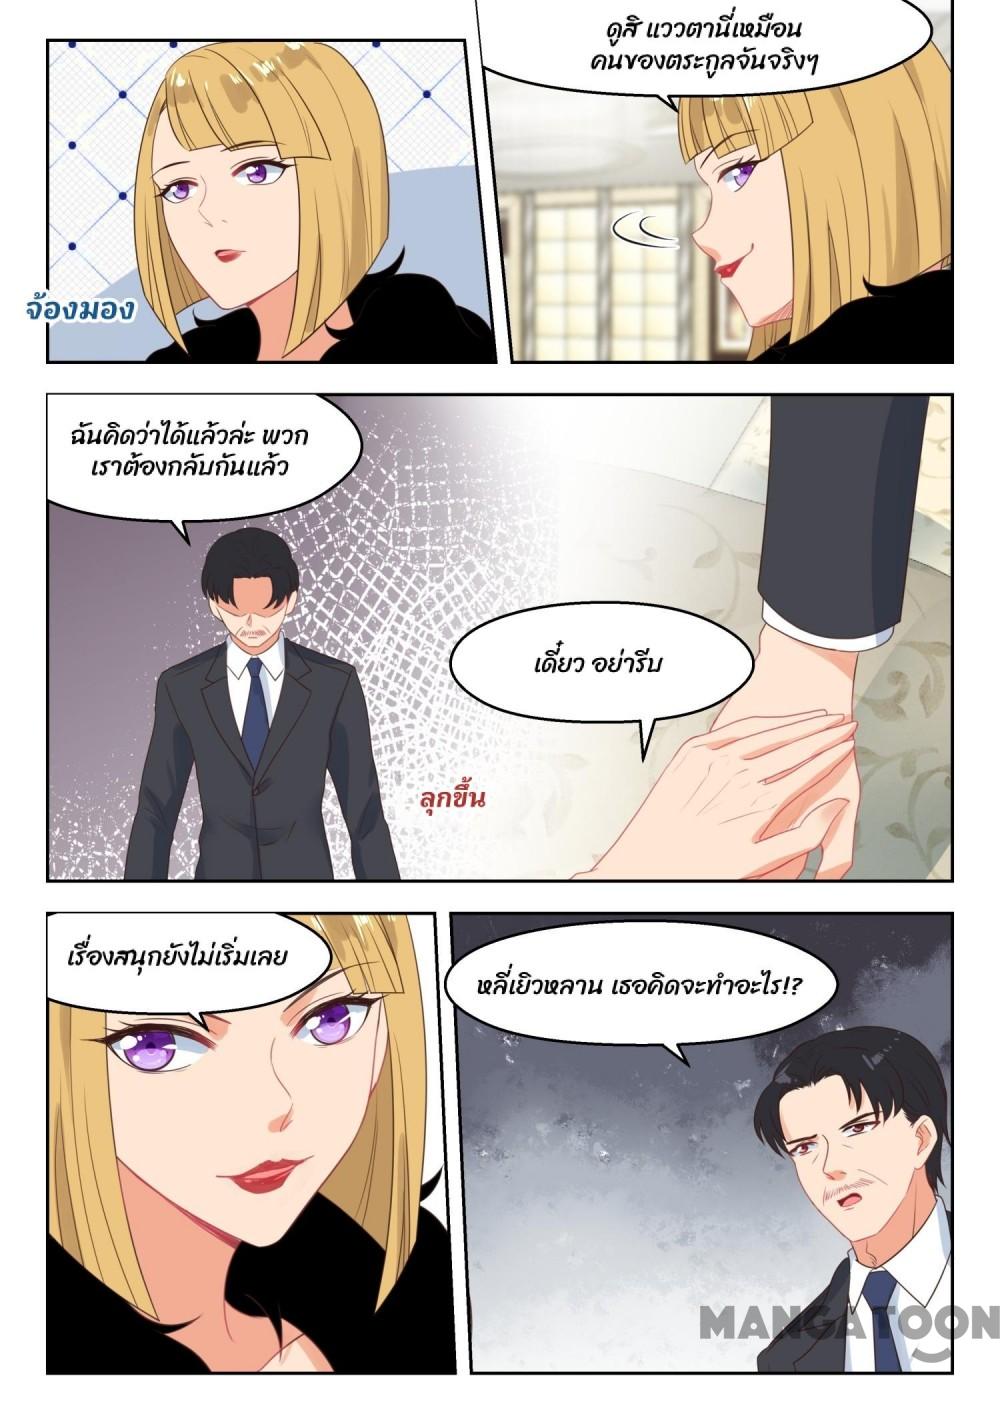 ดูสิ แววตานี่เหมือน
คนของตระกูลจันจริงๆ
จ้องมอง
ฉันคิดว่าได้แล้วล่ะ พวก
เราต้องกลับกันแล้ว
เดี๋ยว อย่ารีบ
ลุกขึ้น
เรื่องสนุกยังไม่เริ่มเลย
หลี่เยิวหลาน เธอคิดจะทำอะไร!?
MANGATOON